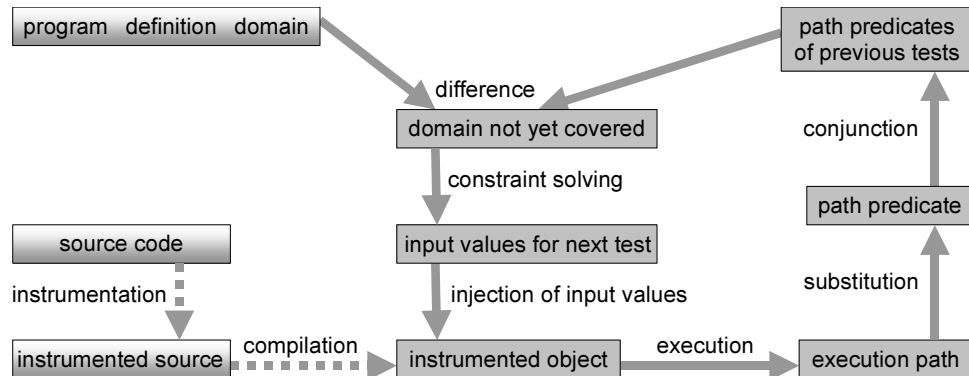 program definition domain
path predicates
of previous tests
difference
domain not yet covered
conjunction
constraint solving
path predicate
source code
input values for next test
instrumentation
injection of input values
substitution
instrumented source
compilation
instrumented object
execution
execution path